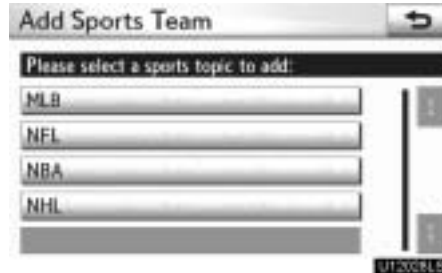 Add Sports Team
Please select a sports topic to add:
MLB
NFL
NBA
NHL